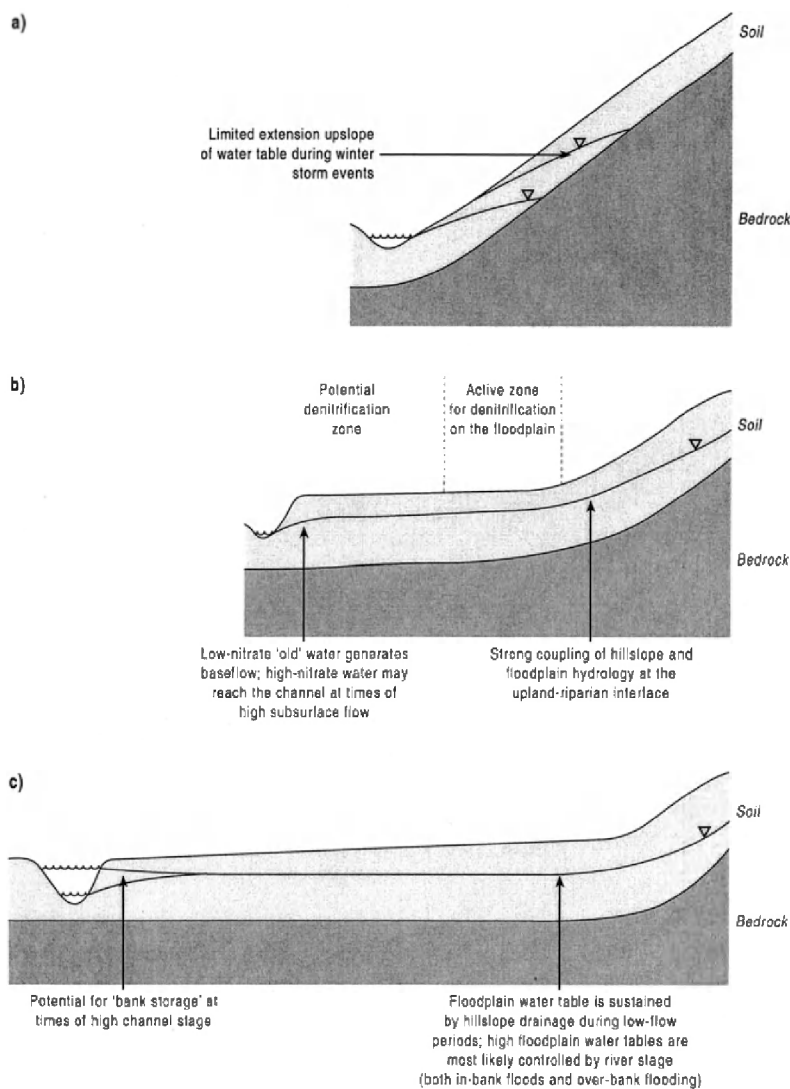 a)
Soil
Limited extension upslope
of water table during winter
storm events
Bedrock
b)
Potential
denitrification
zone
Active zone
for denitrification
on the floodplain
Soil
Bedrock
Low-nitrate 'old' water generates
baseflow; high-nitrate water may
reach the channel at times of
high subsurface flow
Strong coupling of hillslope and
floodplain hydrology at the
upland-riparian interface
c)
Soil
Bedrock
Potential for 'bank storage' at
times of high channel stage
Floodplain water table is sustained
by hillslope drainage during low-flow
periods; high floodplain water tables are
most likely controlled by river stage
(both in-bank floods and over-bank flooding)